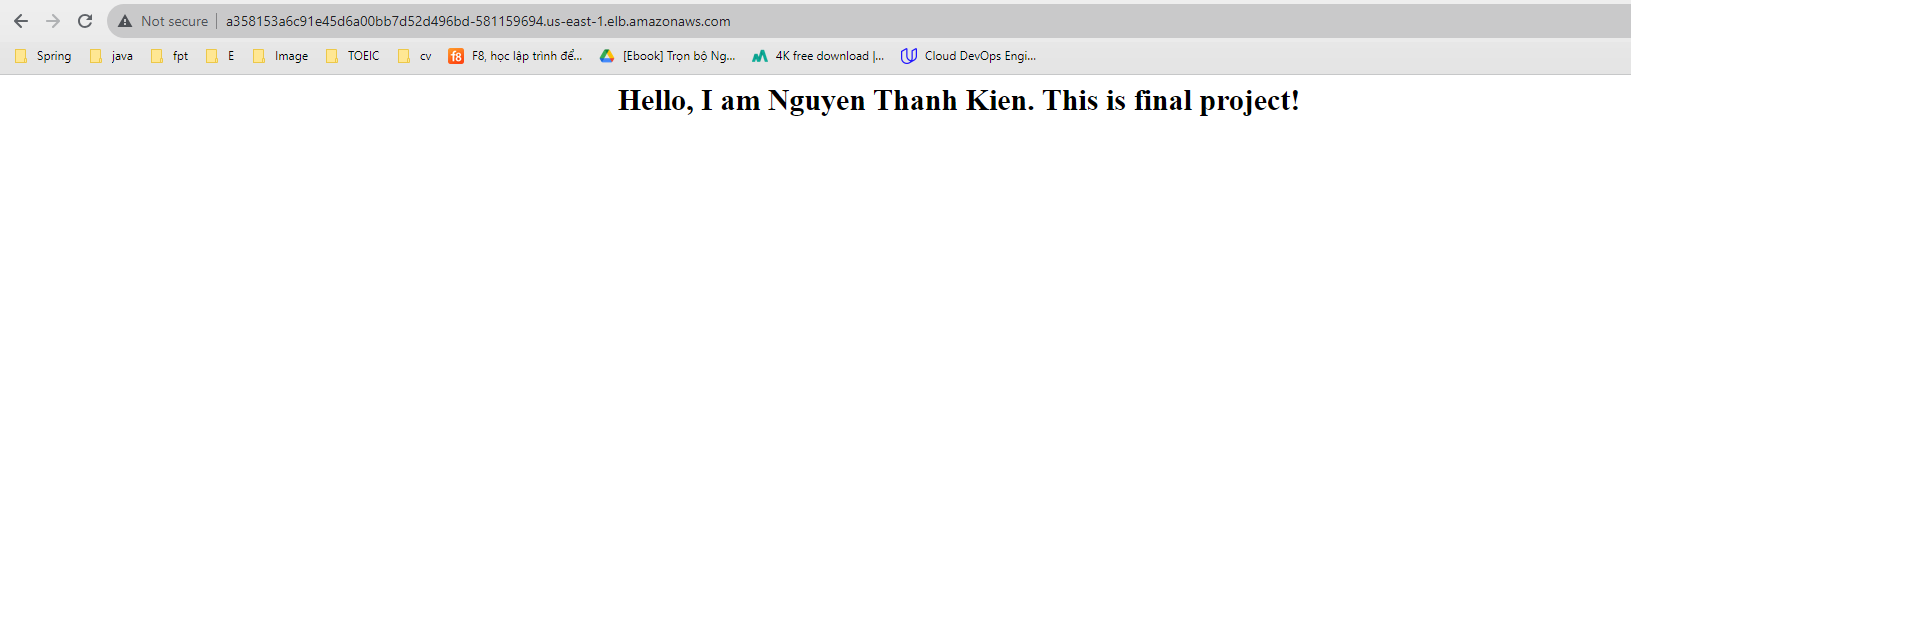 Not secure a358153a6c91e45d6a00bb7d52d496bd-581159694.us-east-1.elb.amazonaws.com
Spring java fpt E Image TOEIC cv f8 F8, học lập trình để... [Ebook] Trọn bộ Ng... 4K free download |... Cloud DevOps Engi...
Hello, I am Nguyen Thanh Kien. This is final project!